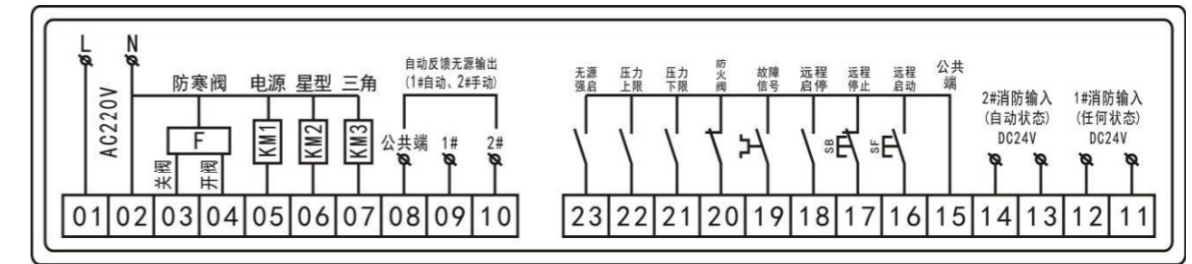 L
N
AC220V
防寒阀
电源
星型
三角
F
KM1
KM2
KM3
关阀
开阀
自动反馈无源输出
(1#自动、2#手动)
公共端
1#
2#
无源
强启
压力
上限
压力
下限
防
火
阀
故障
信号
远程
启停
远程
停止
远程
启动
公共
端
SB
SF
2#消防输入
(自动状态)
DC24V
1#消防输入
(任何状态)
DC24V
01 02 03 04 05 06 07 08 09 10
23 22 21 20 19 18 17 16 15 14 13 12 11